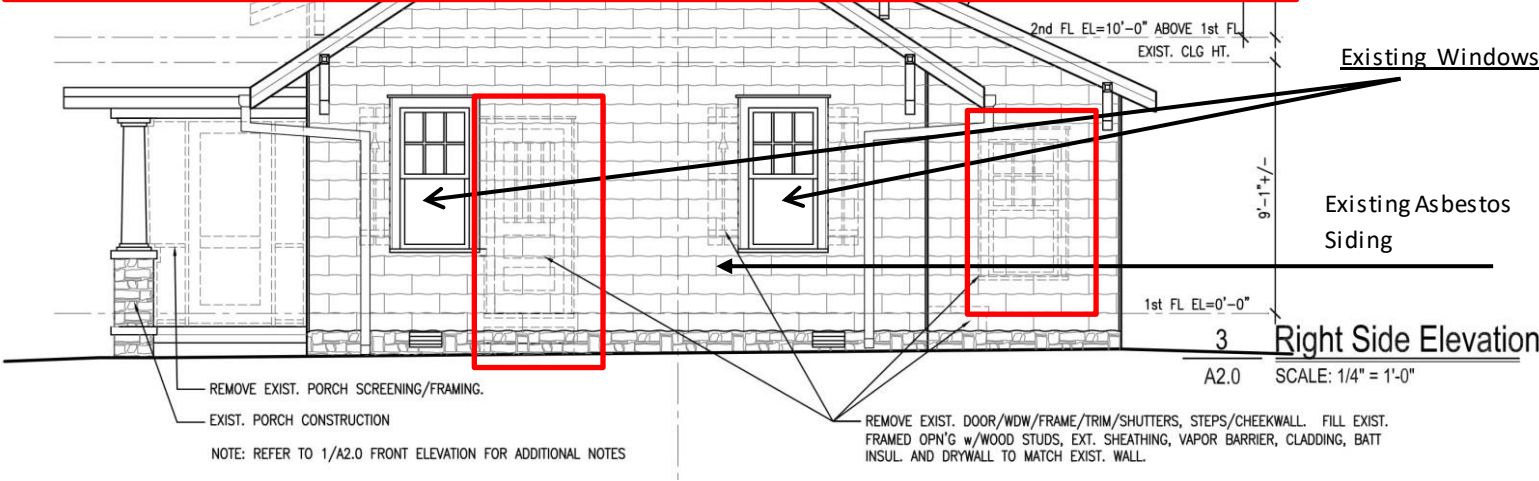 2nd FL EL=10'-0" ABOVE 1st FL
EXIST. CLG HT.
Existing Windows
9'-1"+/-
Existing Asbestos
Siding
1st FL EL=0'-0"
3
Right Side Elevation
A2.0
SCALE: 1/4" = 1'-0"
REMOVE EXIST. PORCH SCREENING/FRAMING.
EXIST. PORCH CONSTRUCTION
NOTE: REFER TO 1/A2.0 FRONT ELEVATION FOR ADDITIONAL NOTES
REMOVE EXIST. DOOR/WDW/FRAME/TRIM/SHUTTERS, STEPS/CHEEKWALL. FILL EXIST.
FRAMED OPN'G w/WOOD STUDS, EXT. SHEATHING, VAPOR BARRIER, CLADDING, BATT
INSUL. AND DRYWALL TO MATCH EXIST. WALL.